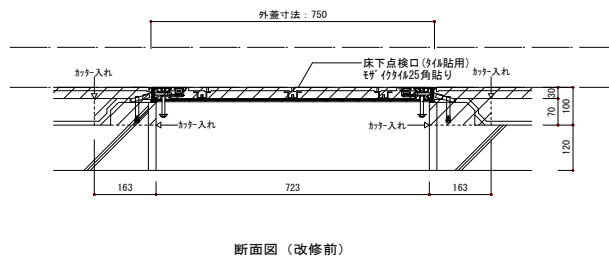 外蓋寸法：750
カッター入れ
床下点検口（タイル貼用）
モザイクタイル25角貼り
カッター入れ
30
100
70
カッター入れ
カッター入れ
120
163
723
163
断面図（改修前）